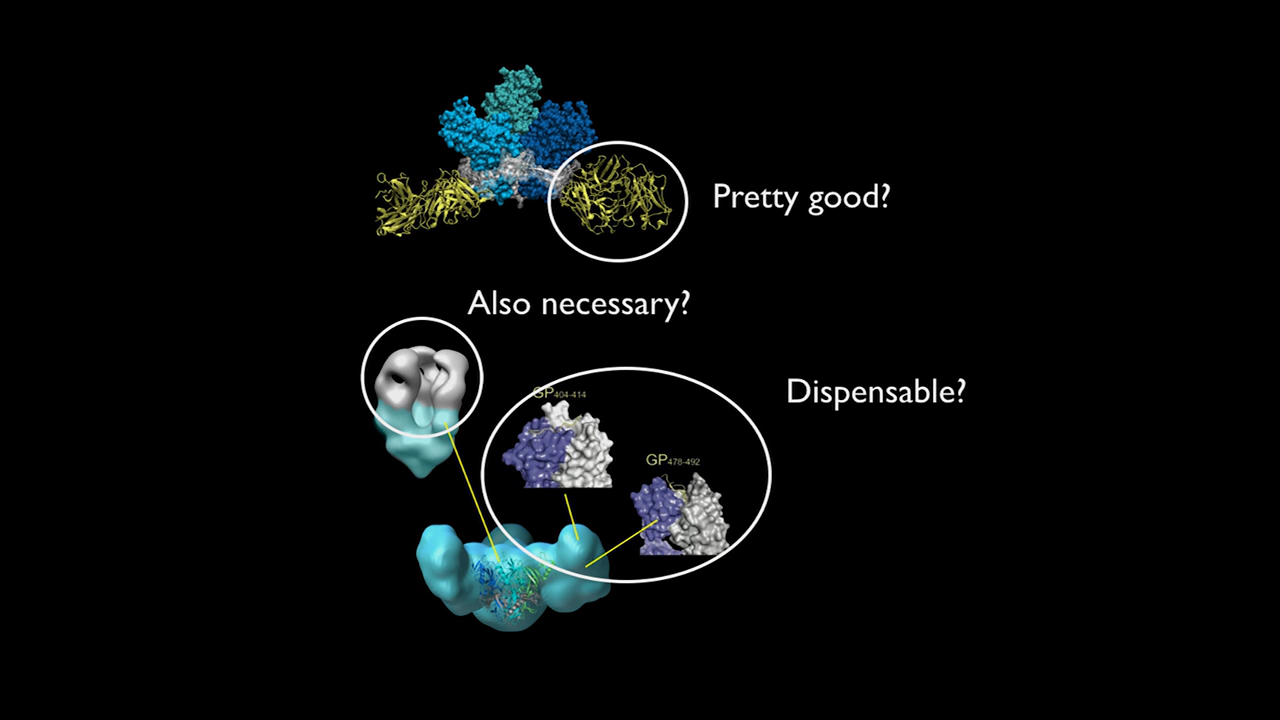 Pretty good?
Also necessary?
Dispensable?
GP404-414
GP478-492